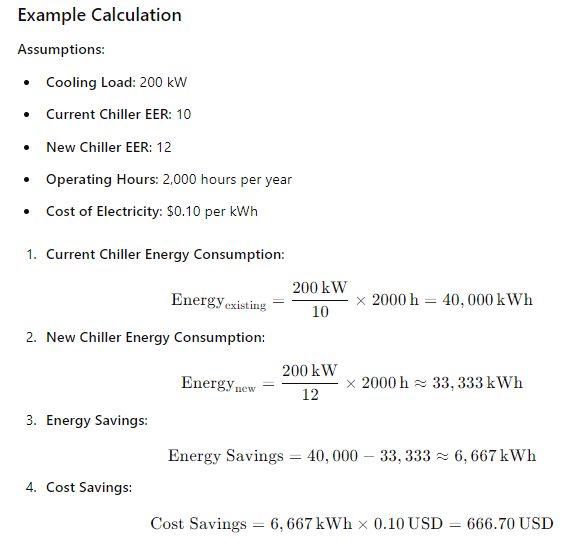 Example Calculation
Assumptions:
• Cooling Load: 200 kW
• Current Chiller EER: 10
• New Chiller EER: 12
• Operating Hours: 2,000 hours per year
• Cost of Electricity: $0.10 per kWh
1. Current Chiller Energy Consumption:
Energy_existing = 200 kW / 10 × 2000 h = 40,000 kWh
2. New Chiller Energy Consumption:
Energy_new = 200 kW / 12 × 2000 h ≈ 33,333 kWh
3. Energy Savings:
Energy Savings = 40,000 − 33,333 ≈ 6,667 kWh
4. Cost Savings:
Cost Savings = 6,667 kWh × 0.10 USD = 666.70 USD